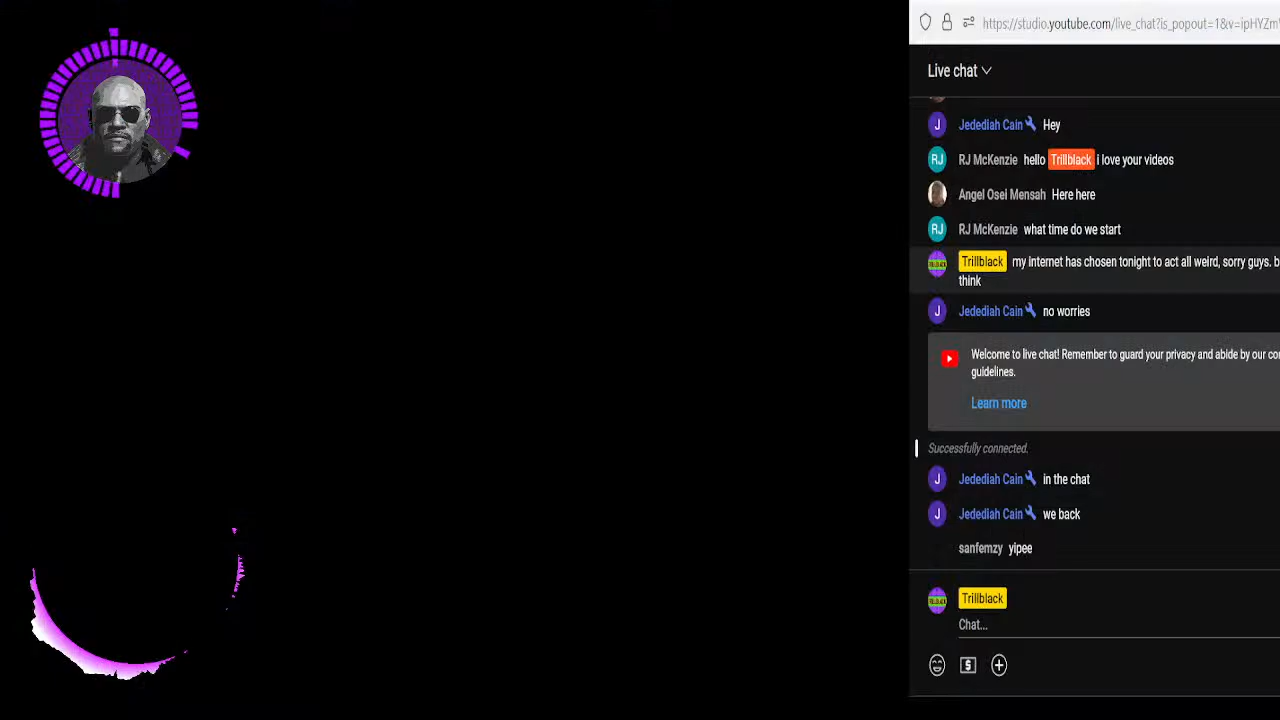 https://studio.youtube.com/live_chat?is_popout=1&v=ipHYZm
Live chat
J Jedediah Cain Hey
RJ RJ McKenzie hello Trillblack i love your videos
Angel Osei Mensah Here here
RJ RJ McKenzie what time do we start
Trillblack my internet has chosen tonight to act all weird, sorry guys. b
think
J Jedediah Cain no worries
Welcome to live chat! Remember to guard your privacy and abide by our co
guidelines.
Learn more
Successfully connected.
J Jedediah Cain in the chat
J Jedediah Cain we back
sanfemzy yipee
Trillblack
Chat...